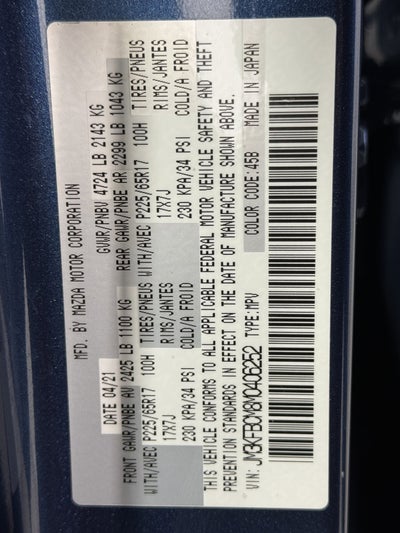 MFD. BY MAZDA MOTOR CORPORATION
DATE 04/21 GVWR/PNBV 4724 LB 2143 KG
FRONT GAWR/PNBE AV 2425 LB 1100 KG REAR GAWR/PNBE AR 2299 LB 1043 KG
WITH/AVEC P225/65R17 100H TIRES/PNEUS WITH/AVEC P225/65R17 100H TIRES/PNEUS
17X7J RIMS/JANTES 17X7J RIMS/JANTES
230 KPA/34 PSI COLD/A FROID 230 KPA/34 PSI COLD/A FROID
THIS VEHICLE CONFORMS TO ALL APPLICABLE FEDERAL MOTOR VEHICLE SAFETY AND THEFT
PREVENTION STANDARDS IN EFFECT ON THE DATE OF MANUFACTURE SHOWN ABOVE.
VIN: JM3KFBCM8M0406252 TYPE:MPV COLOR CODE:45B MADE IN JAPAN